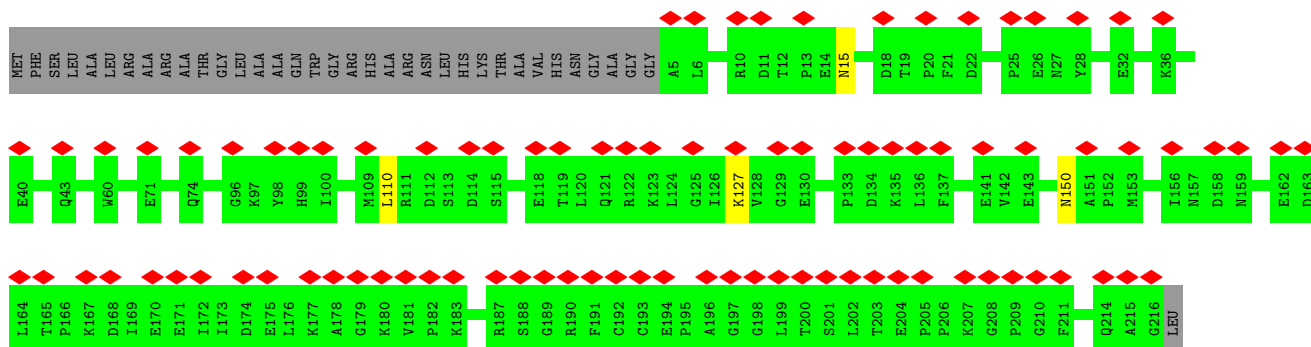 MET PHE SER LEU ALA LEU LEU ARG ALA ARG ALA THR GLY LEU ALA ALA GLN TRP GLY ARG HIS ALA ARG ASN LEU HIS LYS THR ALA VAL HIS ASN GLY ALA GLY GLY A5 L6 R10 D11 T12 P13 E14 N15 D18 T19 P20 F21 D22 P25 E26 N27 Y28 E32 K36
E40 Q43 W60 E71 Q74 G96 K97 Y98 H99 I100 M109 L110 R111 D112 S113 D114 S115 E118 T119 L120 Q121 R122 K123 L124 G125 I126 K127 V128 G129 E130 P133 D134 K135 L136 F137 E141 V142 E143 N150 A151 P152 M153 I156 N157 D158 N159 E162 D163
L164 T165 P166 K167 D168 I169 E170 E171 I172 I173 D174 E175 L176 K177 A178 G179 K180 V181 P182 K183 R187 S188 G189 R190 F191 C192 C193 E194 P195 A196 G197 G198 L199 T200 S201 L202 T203 E204 P205 P206 K207 G208 P209 G210 F211 Q214 A215 G216 LEU